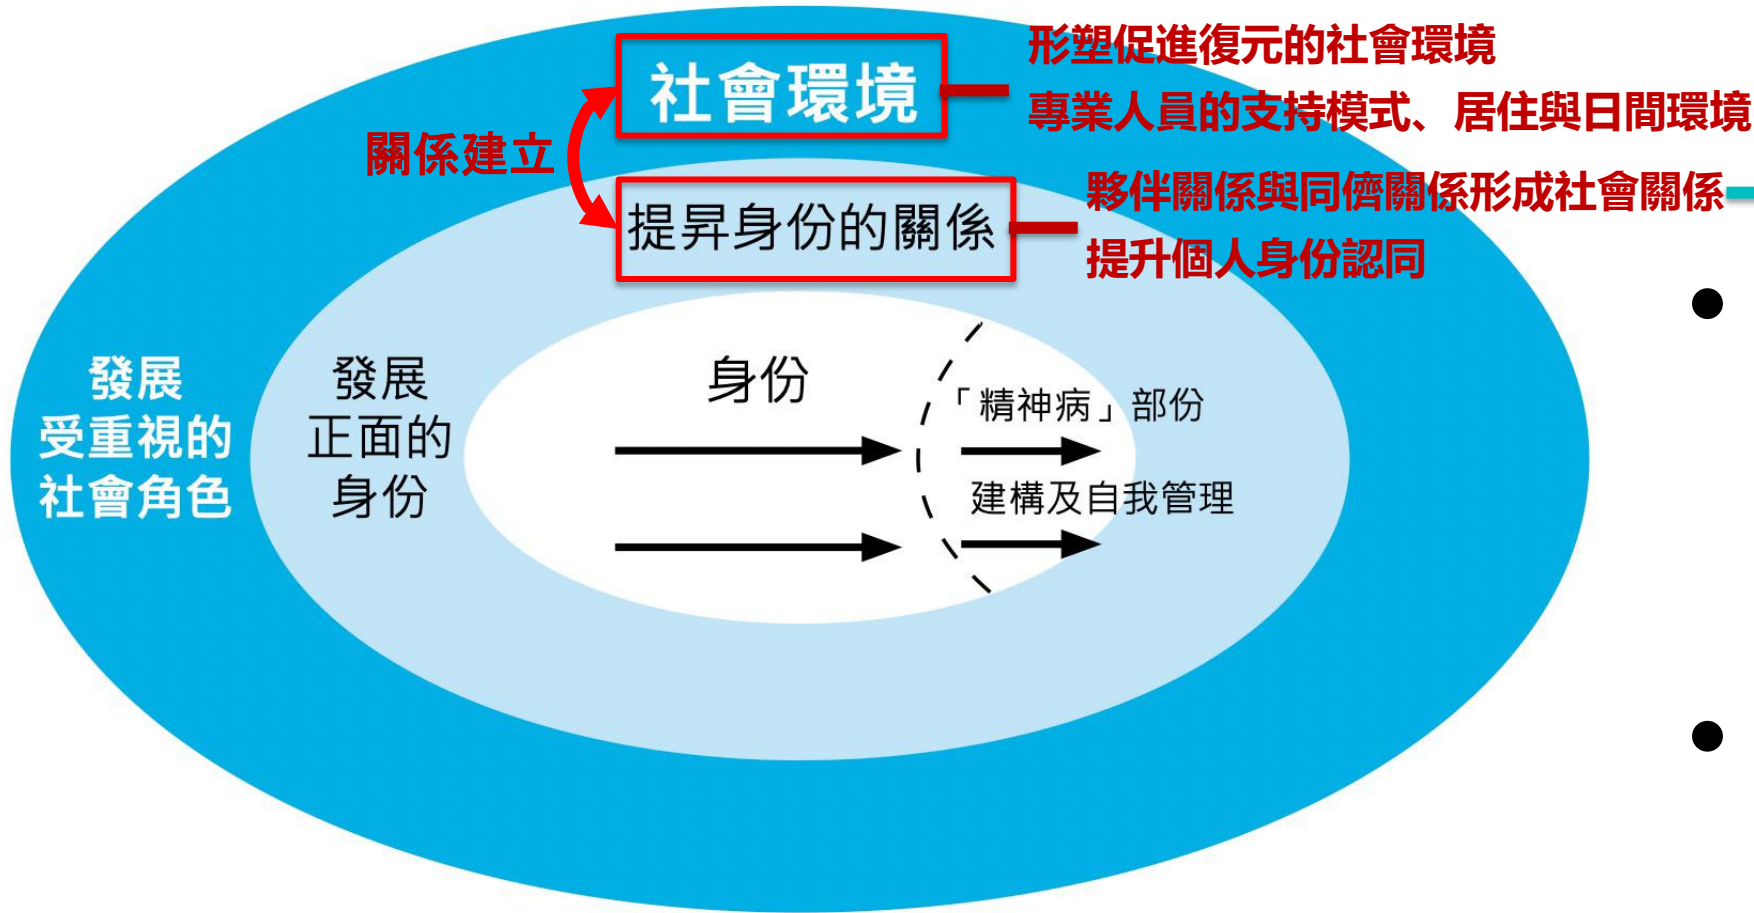 社會環境
形塑促進復元的社會環境
專業人員的支持模式、居住與日間環境
關係建立
提昇身份的關係
夥伴關係與同儕關係形成社會關係
提升個人身份認同
發展
受重視的
社會角色
發展
正面的
身份
身份
「精神病」部份
建構及自我管理